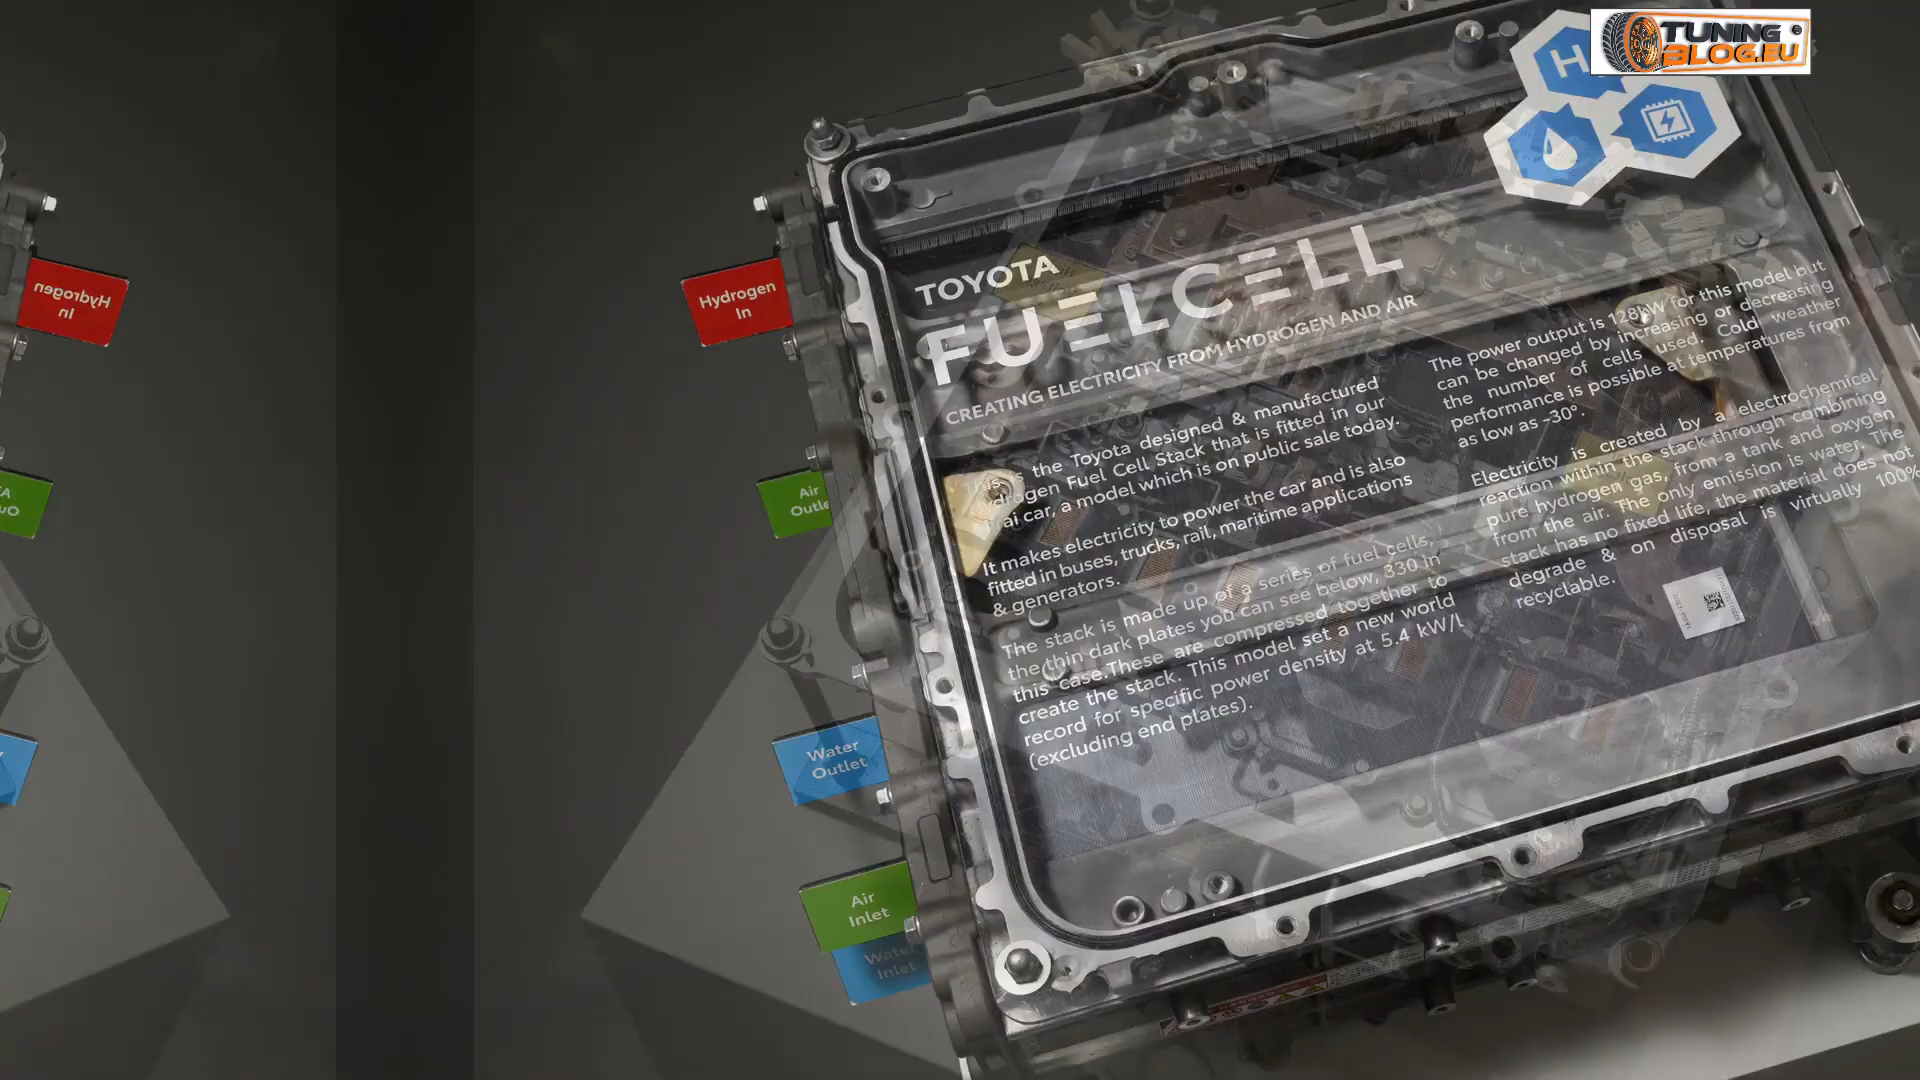 TUNING
BLOG.EU
H
Hydrogen
In
Hydrogen
In
Air
Outle
Water
Outlet
Air
Inlet
Water
Inlet
TOYOTA
FUELCELL
CREATING ELECTRICITY FROM HYDROGEN AND AIR
This the Toyota designed & manufactured
drogen Fuel Cell Stack that is fitted in our
rai car, a model which is on public sale today.
It makes electricity to power the car and is also
fitted in buses, trucks, rail, maritime applications
& generators.
The stack is made up of a series of fuel cells,
the thin dark plates you can see below, 330 in
this case. These are compressed together to
create the stack. This model set a new world
record for specific power density at 5.4 kW/l
(excluding end plates).
The power output is 128kW for this model but
can be changed by increasing or decreasing
the number of cells used. Cold weather
performance is possible at temperatures from
as low as -30°.
Electricity is created by a electrochemical
reaction within the stack through combining
pure hydrogen gas, from a tank and oxygen
from the air. The only emission is water. The
stack has no fixed life, the material does not
degrade & on disposal is virtually 100%
recyclable.